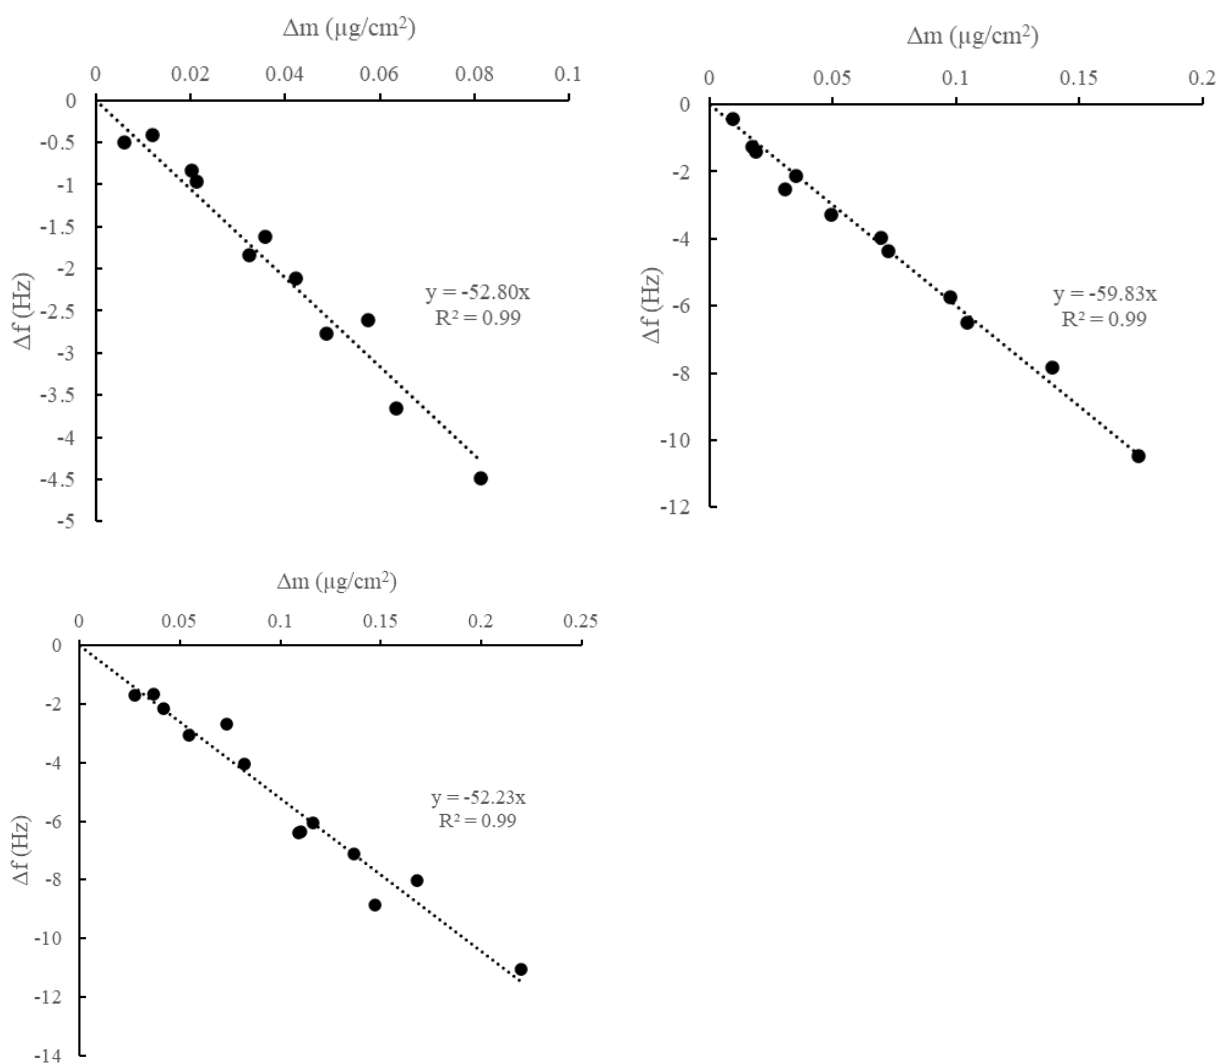 Δm (µg/cm²)
0 0.02 0.04 0.06 0.08 0.1
0
-0.5
-1
-1.5
-2
-2.5
-3
-3.5
-4
-4.5
-5
Δf (Hz)
y = -52.80x
R² = 0.99
Δm (µg/cm²)
0 0.05 0.1 0.15 0.2
0
-2
-4
-6
-8
-10
-12
Δf (Hz)
y = -59.83x
R² = 0.99
Δm (µg/cm²)
0 0.05 0.1 0.15 0.2 0.25
0
-2
-4
-6
-8
-10
-12
-14
Δf (Hz)
y = -52.23x
R² = 0.99